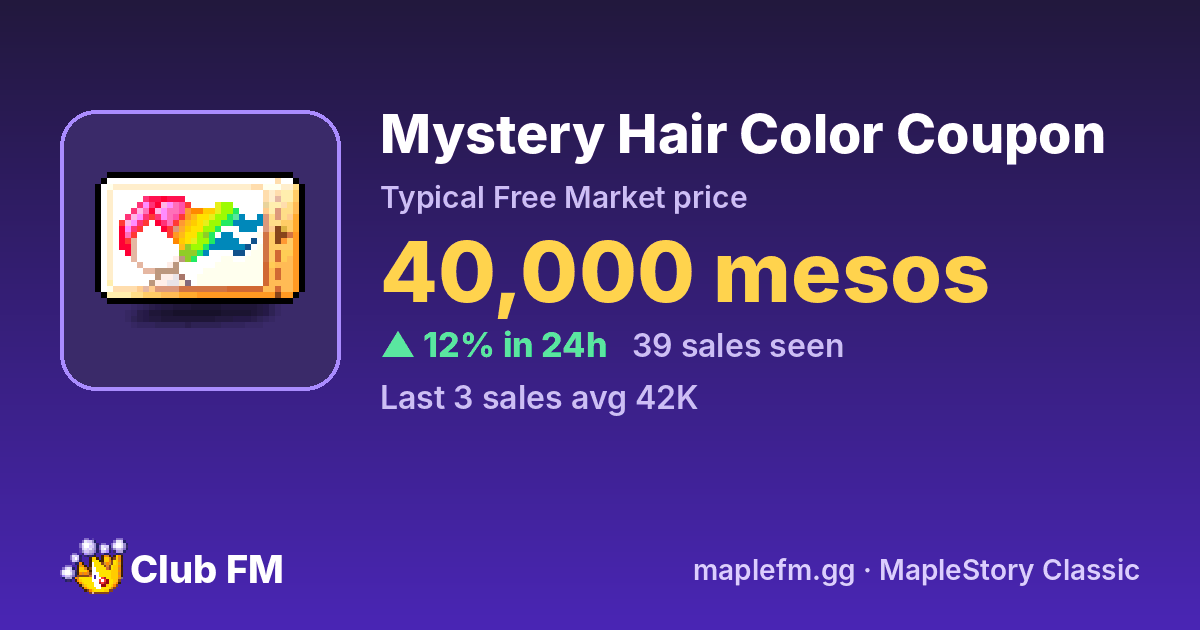 Mystery Hair Color Coupon
Typical Free Market price
40,000 mesos
▲ 12% in 24h 39 sales seen
Last 3 sales avg 42K
Club FM
maplefm.gg · MapleStory Classic